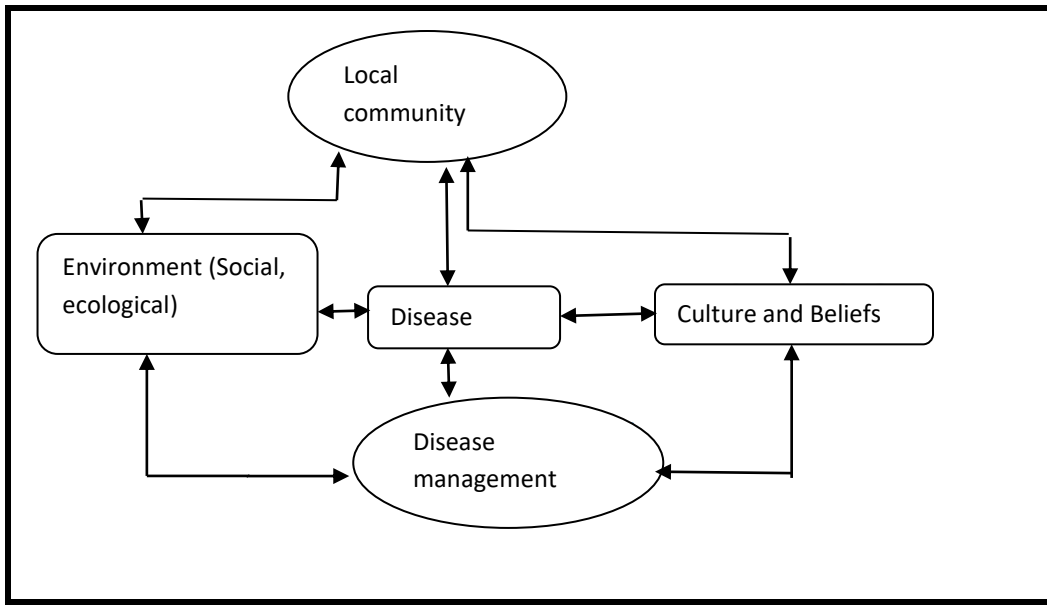 Local
community
Environment (Social,
ecological)
Disease
Culture and Beliefs
Disease
management